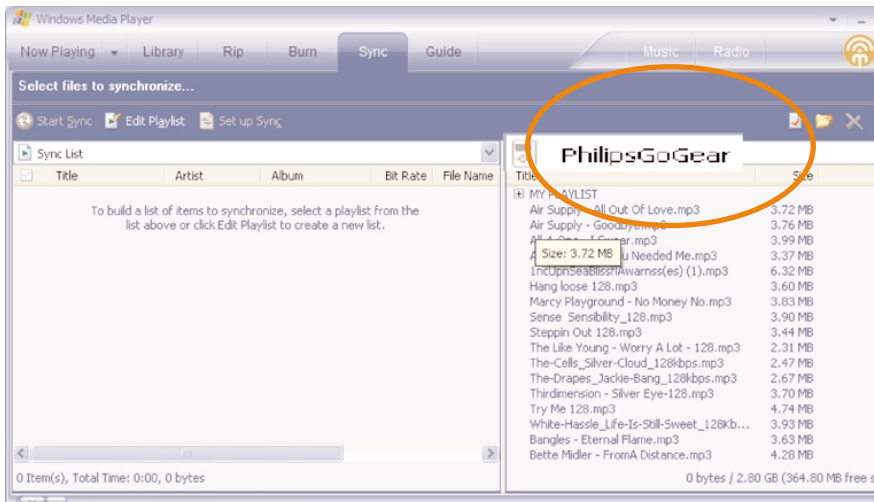 Windows Media Player
Now Playing Library Rip Burn Sync Guide Music Radio
Select files to synchronize...
Start Sync Edit Playlist Set up Sync
Sync List
PhilipsGoGear
Title Artist Album Bit Rate File Name
To build a list of items to synchronize, select a playlist from the
list above or click Edit Playlist to create a new list.
0 Item(s), Total Time: 0:00, 0 bytes
Size
MY PLAYLIST
Air Supply - All Out Of Love.mp3 3.72 MB
Air Supply - Goodbye.mp3 3.76 MB
3.99 MB
Size: 3.72 MB
Needed Me.mp3 3.37 MB
6.32 MB
Hang loose 128.mp3 3.60 MB
Marcy Playground - No Money No.mp3 3.83 MB
Sense Sensibility_128.mp3 3.90 MB
Steppin Out 128.mp3 3.44 MB
The Like Young - Worry A Lot - 128.mp3 2.31 MB
The-Cells_Silver-Cloud_128kbps.mp3 2.47 MB
The-Drapes_Jackie-Bang_128kbps.mp3 2.67 MB
Thirdimension - Silver Eye-128.mp3 3.70 MB
Try Me 128.mp3 4.74 MB
White-Hassle_Life-Is-Still-Sweet_128Kb... 3.93 MB
Bangles - Eternal Flame.mp3 3.63 MB
Bette Midler - FromA Distance.mp3 4.28 MB
0 bytes / 2.80 GB (364.80 MB free